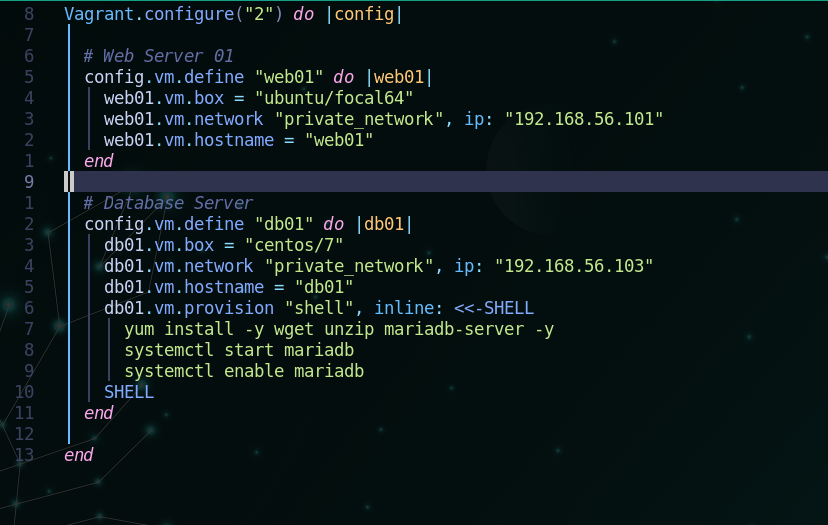 8 Vagrant.configure("2") do |config|
7
6 # Web Server 01
5 config.vm.define "web01" do |web01|
4 web01.vm.box = "ubuntu/focal64"
3 web01.vm.network "private_network", ip: "192.168.56.101"
2 web01.vm.hostname = "web01"
1 end
9
1 # Database Server
2 config.vm.define "db01" do |db01|
3 db01.vm.box = "centos/7"
4 db01.vm.network "private_network", ip: "192.168.56.103"
5 db01.vm.hostname = "db01"
6 db01.vm.provision "shell", inline: <<-SHELL
7 yum install -y wget unzip mariadb-server -y
8 systemctl start mariadb
9 systemctl enable mariadb
10 SHELL
11 end
12
13 end